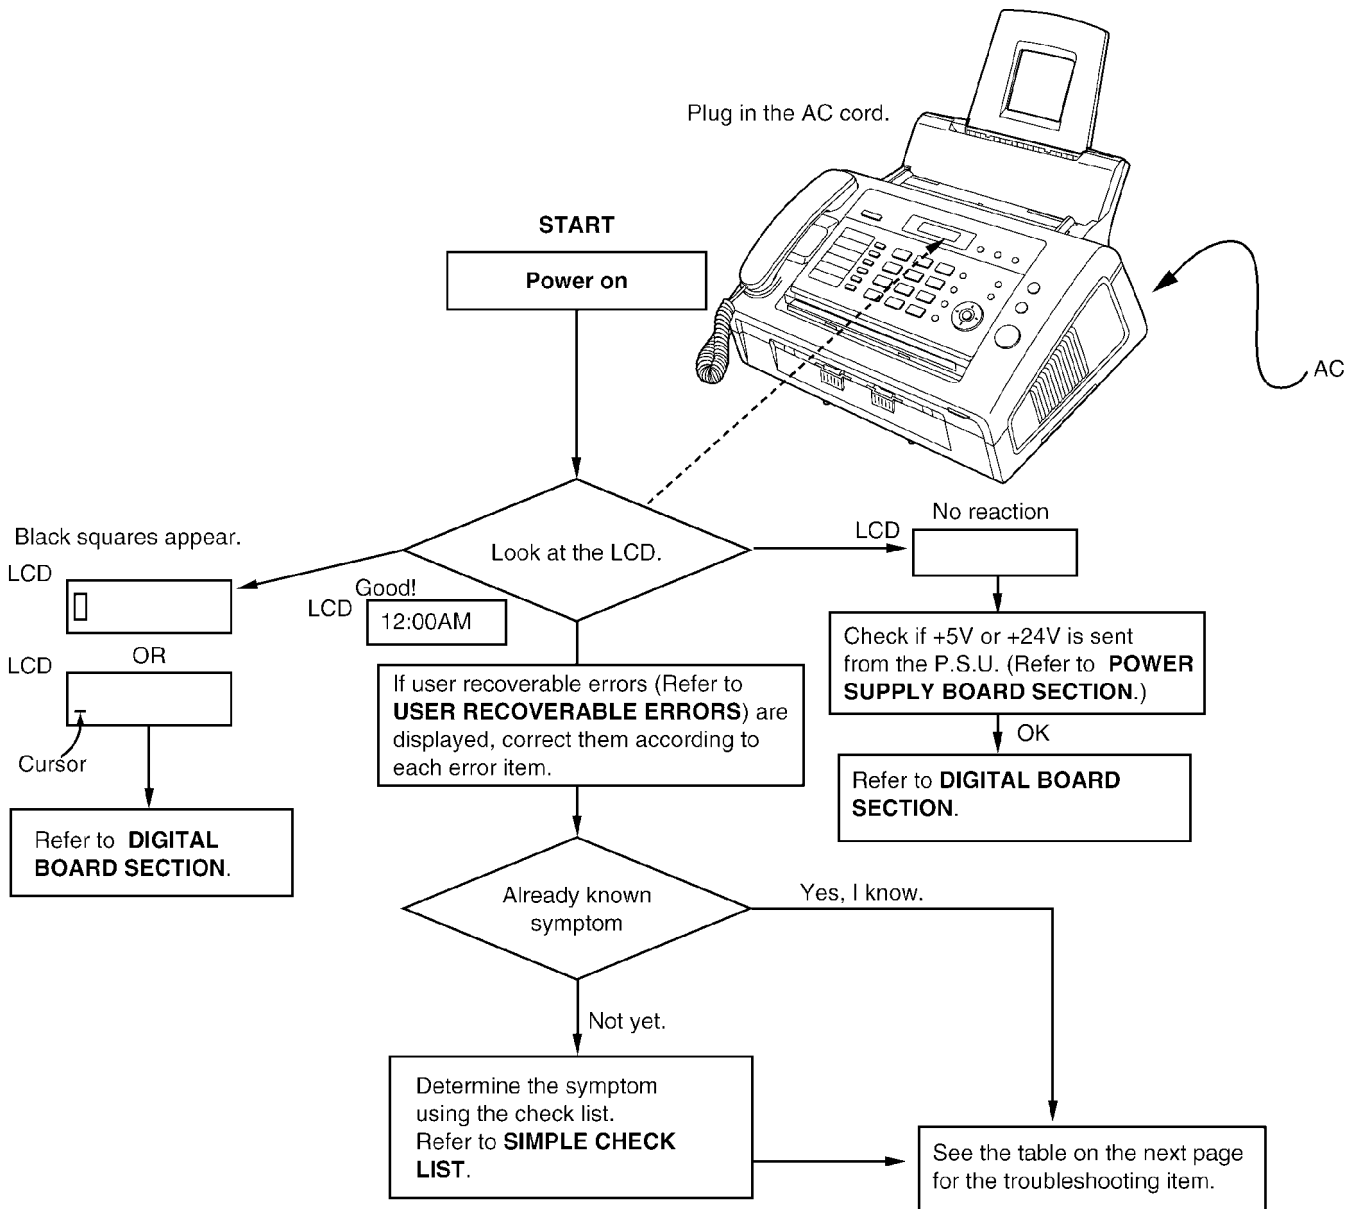 Plug in the AC cord.
START
Power on
AC
No reaction
LCD
Black squares appear.
LCD
Look at the LCD.
Good!
LCD
12:00AM
OR
LCD
Cursor
Check if +5V or +24V is sent
from the P.S.U. (Refer to POWER
SUPPLY BOARD SECTION.)
OK
If user recoverable errors (Refer to
USER RECOVERABLE ERRORS) are
displayed, correct them according to
each error item.
Refer to DIGITAL BOARD
SECTION.
Refer to DIGITAL
BOARD SECTION.
Already known
symptom
Yes, I know.
Not yet.
Determine the symptom
using the check list.
Refer to SIMPLE CHECK
LIST.
See the table on the next page
for the troubleshooting item.